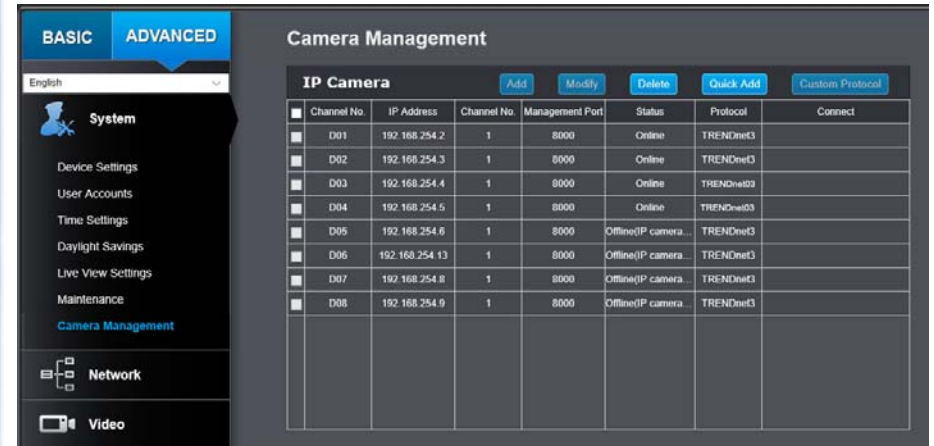 BASIC ADVANCED
Camera Management
English
IP Camera Add Modify Delete Quick Add Custom Protocol
System
Channel No. IP Address Channel No. Management Port Status Protocol Connect
D01 192.168.254.2 1 8000 Online TRENDnet3
D02 192.168.254.3 1 8000 Online TRENDnet3
D03 192.168.254.4 1 8000 Online TRENDnet03
D04 192.168.254.5 1 8000 Online TRENDnet03
D05 192.168.254.6 1 8000 Offline(IP camera... TRENDnet3
D06 192.168.254.13 1 8000 Offline(IP camera... TRENDnet3
D07 192.168.254.8 1 8000 Offline(IP camera... TRENDnet3
D08 192.168.254.9 1 8000 Offline(IP camera... TRENDnet3
Device Settings
User Accounts
Time Settings
Daylight Savings
Live View Settings
Maintenance
Camera Management
Network
Video